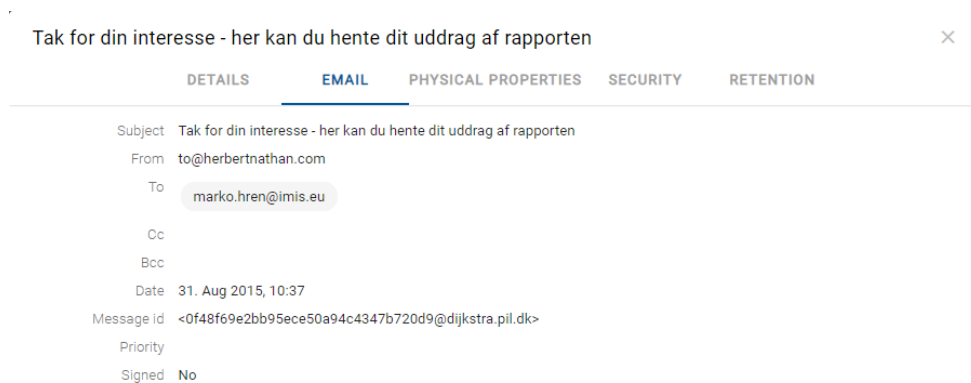 Tak for din interesse - her kan du hente dit uddrag af rapporten
DETAILS EMAIL PHYSICAL PROPERTIES SECURITY RETENTION
Subject Tak for din interesse - her kan du hente dit uddrag af rapporten
From to@herbertnathan.com
To marko.hren@imis.eu
Cc
Bcc
Date 31. Aug 2015, 10:37
Message id <0f48f69e2bb95ece50a94c4347b720d9@dijkstra.pil.dk>
Priority
Signed No